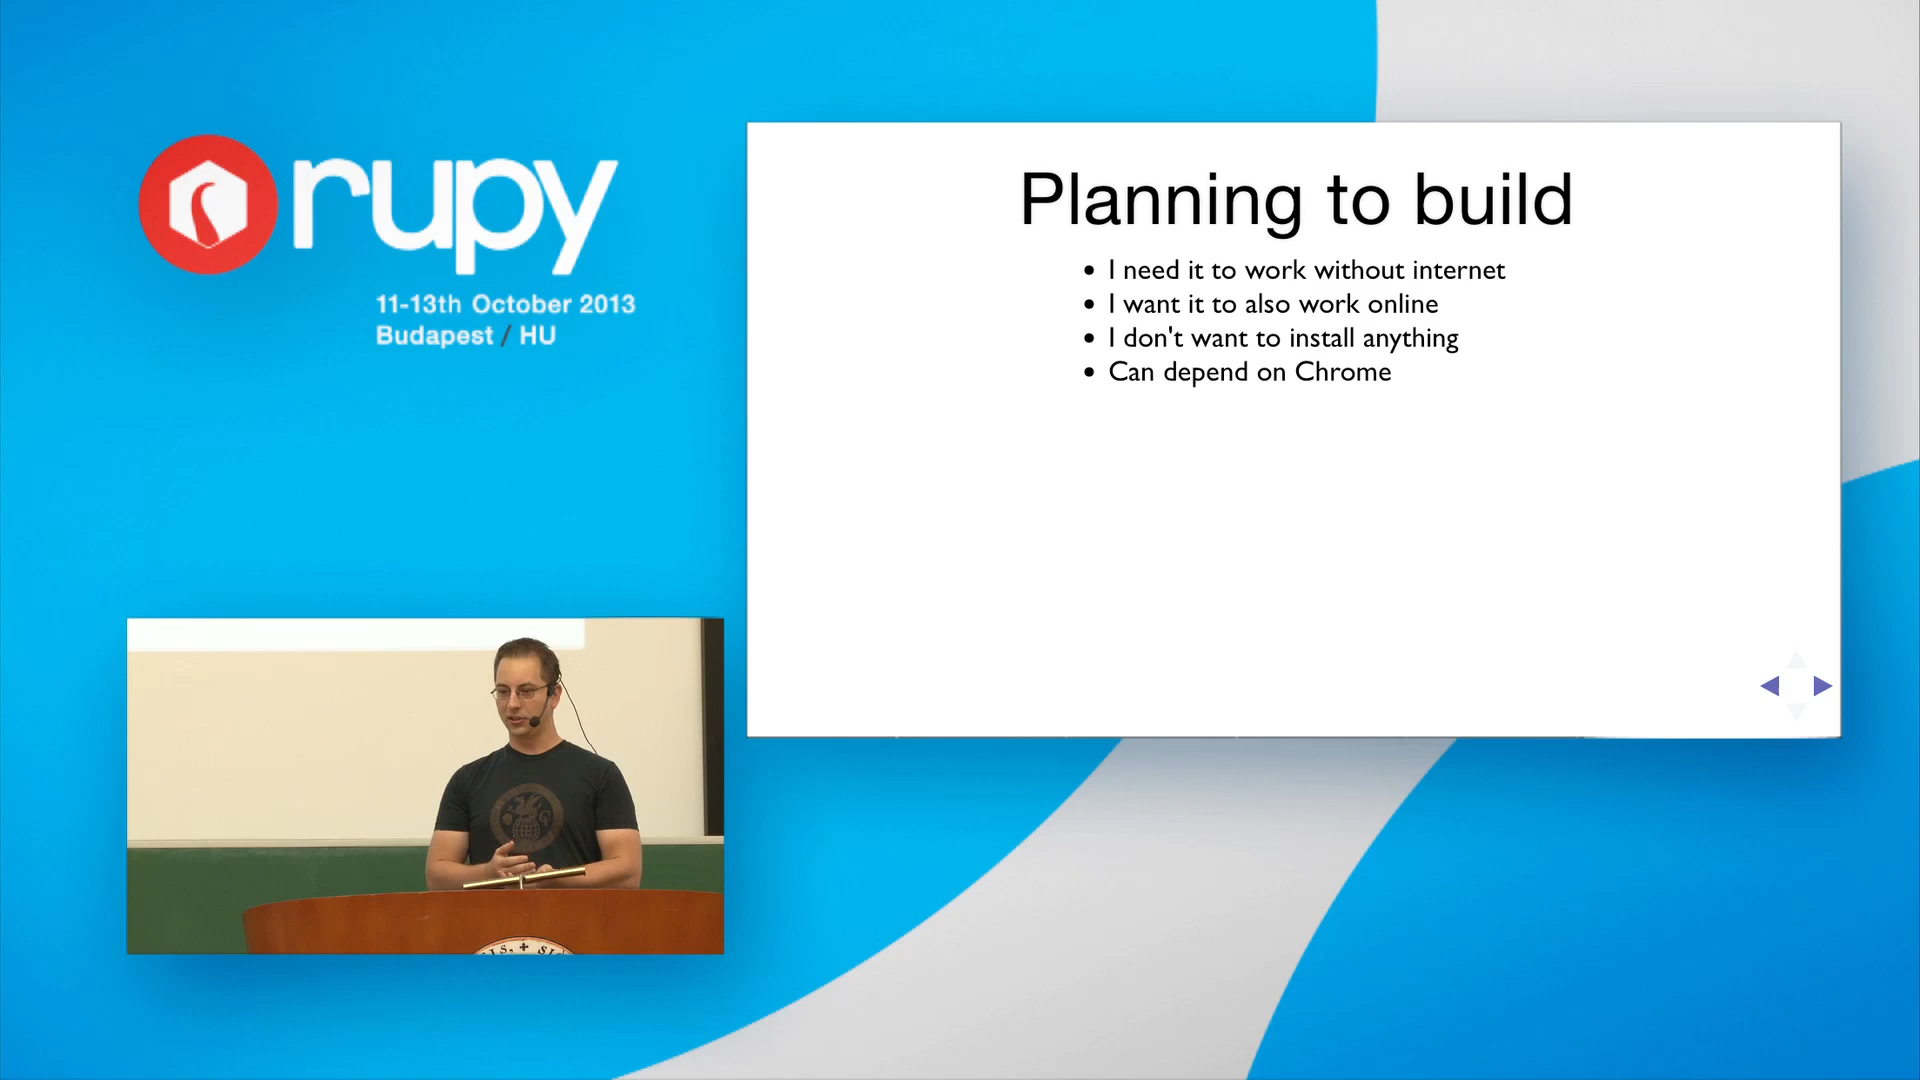 rupy
11-13th October 2013
Budapest / HU
Planning to build
• I need it to work without internet
• I want it to also work online
• I don't want to install anything
• Can depend on Chrome